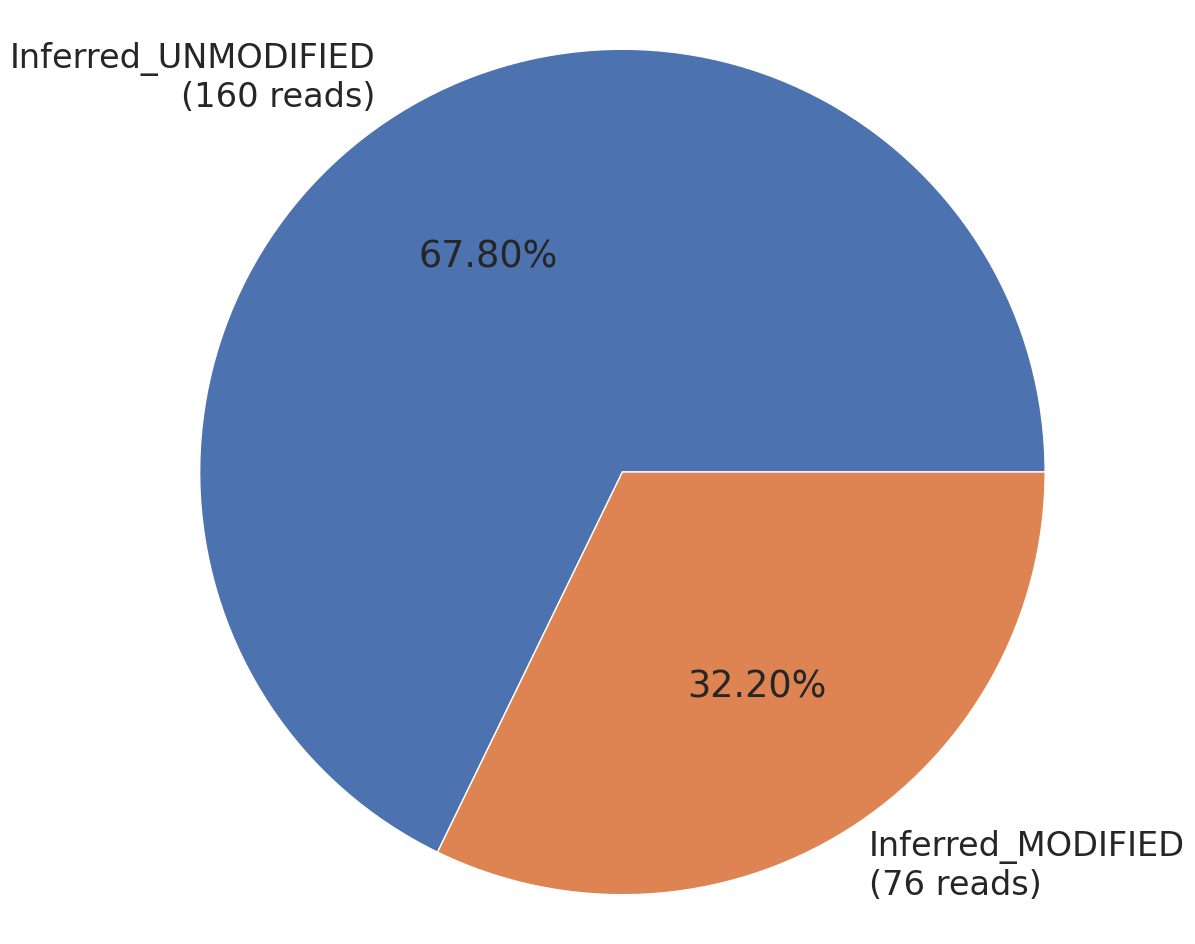 Inferred_UNMODIFIED
(160 reads)
67.80%
32.20%
Inferred_MODIFIED
(76 reads)